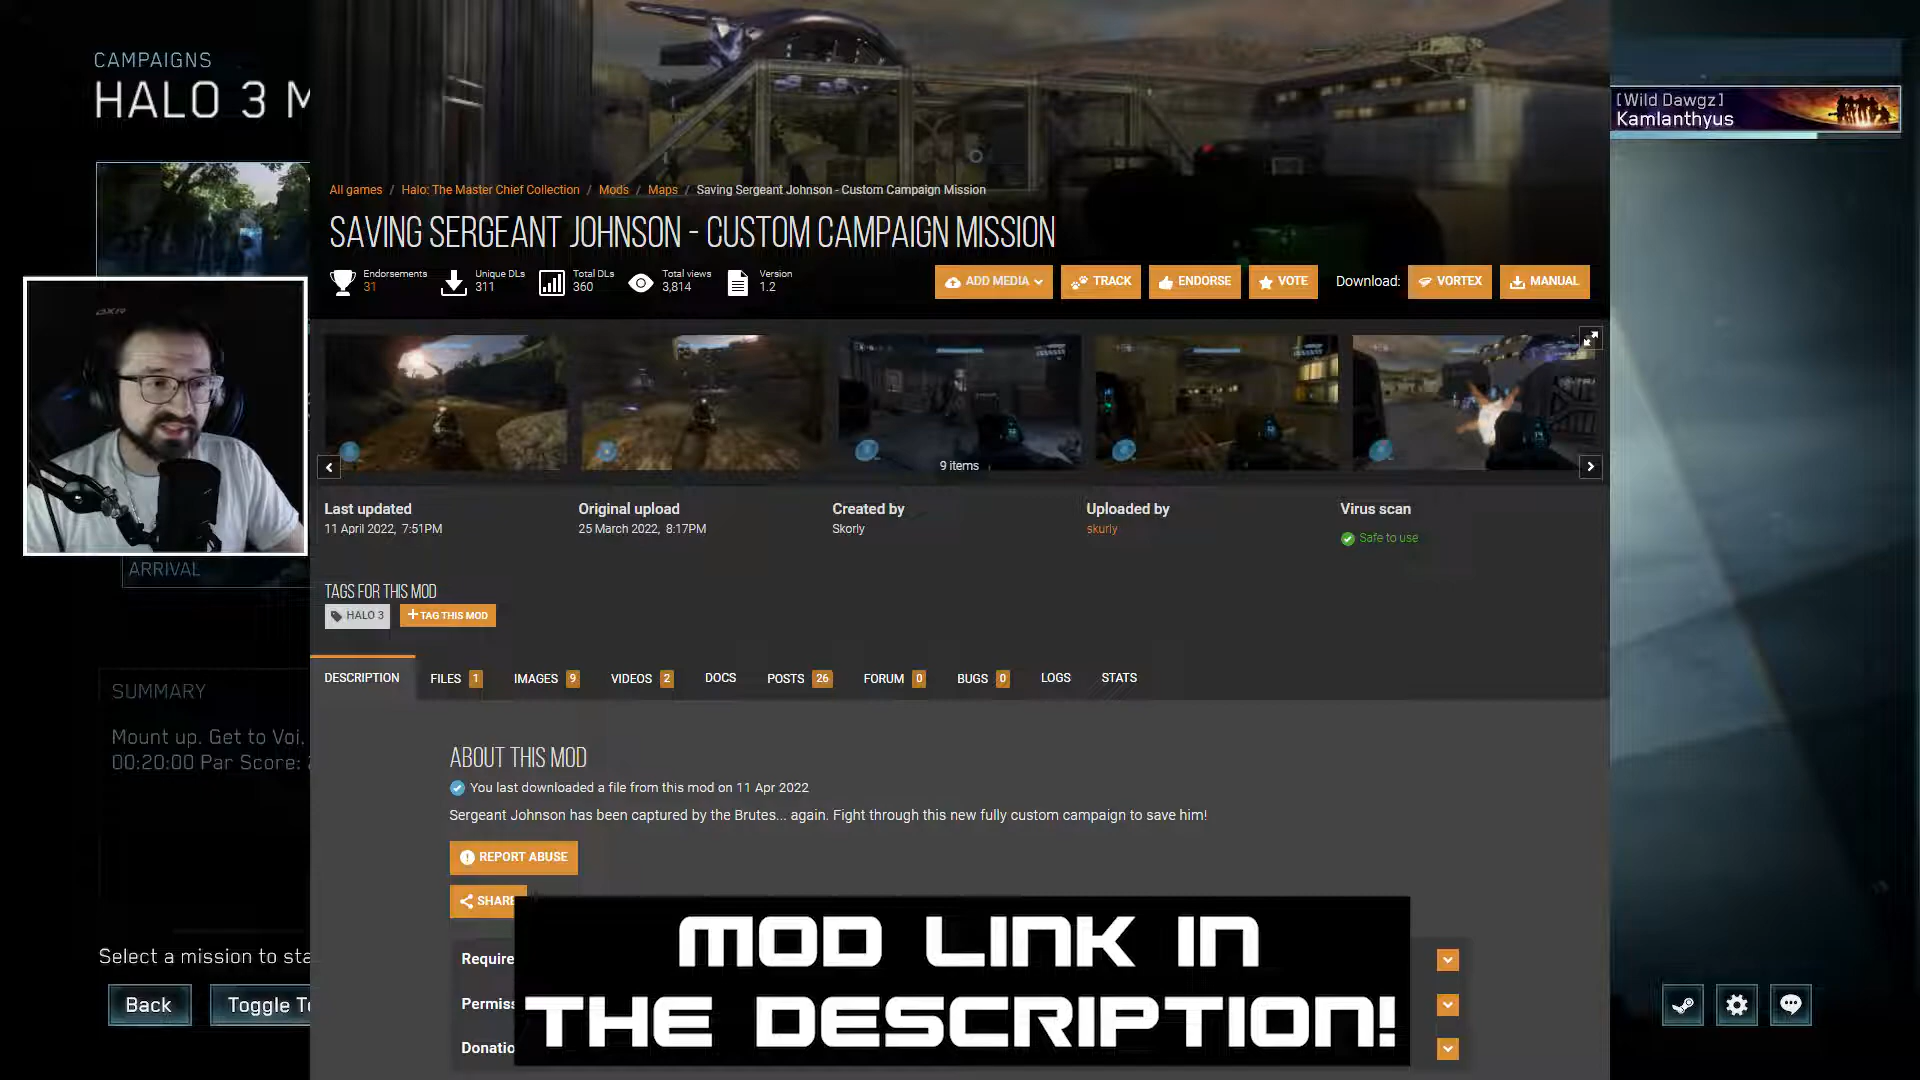 CAMPAIGNS
HALO 3 M
[Wild Dawgz]
Kamlanthyus
All games / Halo: The Master Chief Collection / Mods / Maps / Saving Sergeant Johnson - Custom Campaign Mission
SAVING SERGEANT JOHNSON - CUSTOM CAMPAIGN MISSION
Endorsements
31
Unique DLs
311
Total DLs
360
Total views
3,814
Version
1.2
ADD MEDIA
TRACK
ENDORSE
VOTE
Download:
VORTEX
MANUAL
DXR
9 items
Last updated
11 April 2022, 7:51PM
Original upload
25 March 2022, 8:17PM
Created by
Skorly
Uploaded by
skurly
Virus scan
Safe to use
ARRIVAL
TAGS FOR THIS MOD
HALO 3
+ TAG THIS MOD
DESCRIPTION
FILES 1
IMAGES 9
VIDEOS 2
DOCS
POSTS 26
FORUM 0
BUGS 0
LOGS
STATS
SUMMARY
Mount up. Get to Voi.
00:20:00 Par Score:
ABOUT THIS MOD
You last downloaded a file from this mod on 11 Apr 2022
Sergeant Johnson has been captured by the Brutes... again. Fight through this new fully custom campaign to save him!
REPORT ABUSE
SHARE
Require
Permiss
Donatio
MOD LINK IN
THE DESCRIPTION!
Select a mission to sta
Back
Toggle T